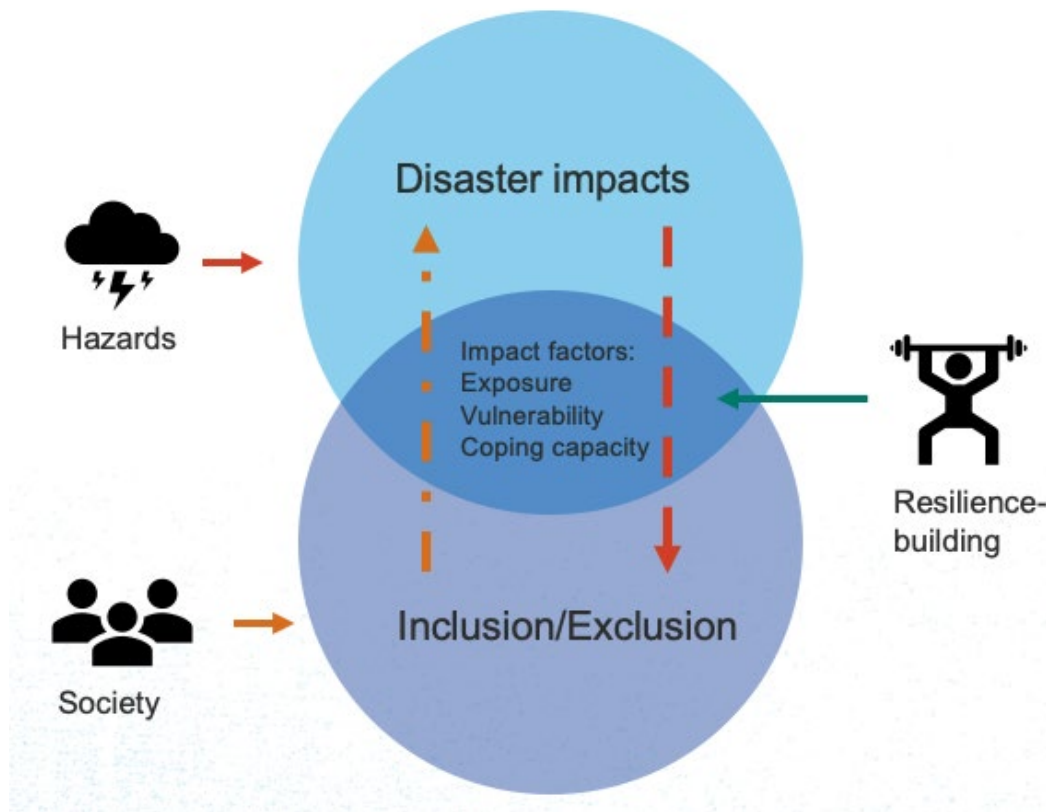 Disaster impacts
Hazards
Impact factors:
Exposure
Vulnerability
Coping capacity
Resilience-
building
Inclusion/Exclusion
Society